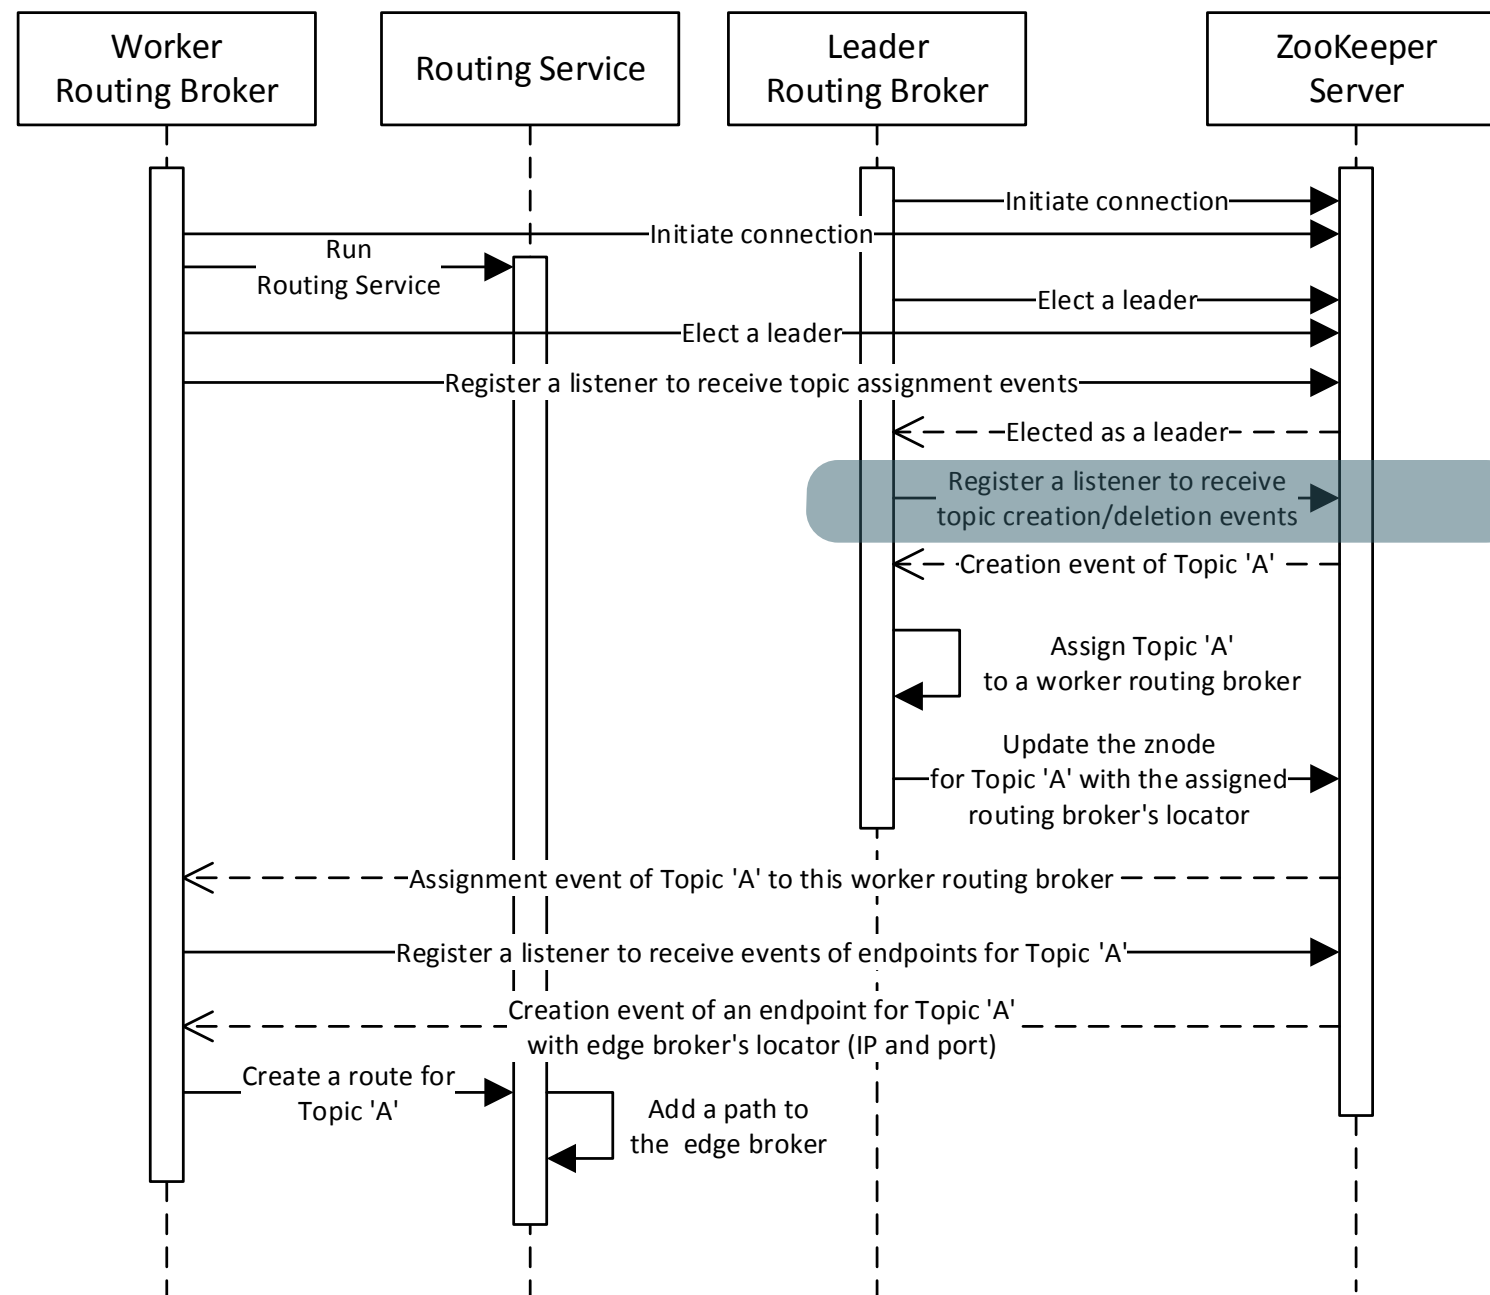 Worker
Routing Broker
Routing Service
Leader
Routing Broker
ZooKeeper
Server
Initiate connection
Initiate connection
Run
Routing Service
Elect a leader
Elect a leader
Register a listener to receive topic assignment events
Elected as a leader
Register a listener to receive
topic creation/deletion events
Creation event of Topic 'A'
Assign Topic 'A'
to a worker routing broker
Update the znode
for Topic 'A' with the assigned
routing broker's locator
Assignment event of Topic 'A' to this worker routing broker
Register a listener to receive events of endpoints for Topic 'A'
Creation event of an endpoint for Topic 'A'
with edge broker's locator (IP and port)
Create a route for
Topic 'A'
Add a path to
the edge broker